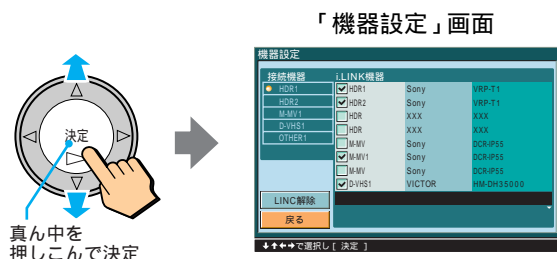 「機器設定」画面
機器設定
接続機器 i.LINK機器
HDR1
HDR2
M-MV1
D-VHS1
OTHER1
HDR1 Sony VRP-T1
HDR2 Sony VRP-T1
HDR XXX XXX
HDR XXX XXX
M-MV Sony DCR-IP55
M-MV1 Sony DCR-IP55
M-MV Sony DCR-IP55
D-VHS1 VICTOR HM-DH35000
LINC解除
戻る
↓↑←→で選択し [ 決定 ]
決定
真ん中を
押しこんで決定